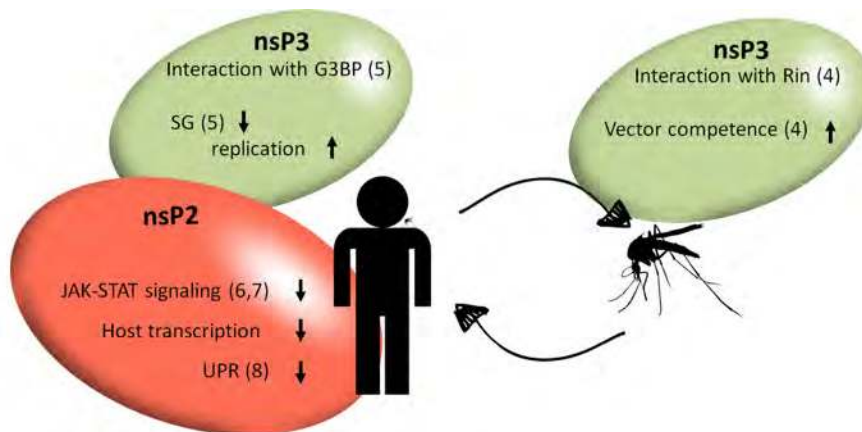 nsP3
Interaction with G3BP (5)
SG (5) ↓
replication ↑
nsP2
JAK-STAT signaling (6,7) ↓
Host transcription ↓
UPR (8) ↓
nsP3
Interaction with Rin (4)
Vector competence (4) ↑